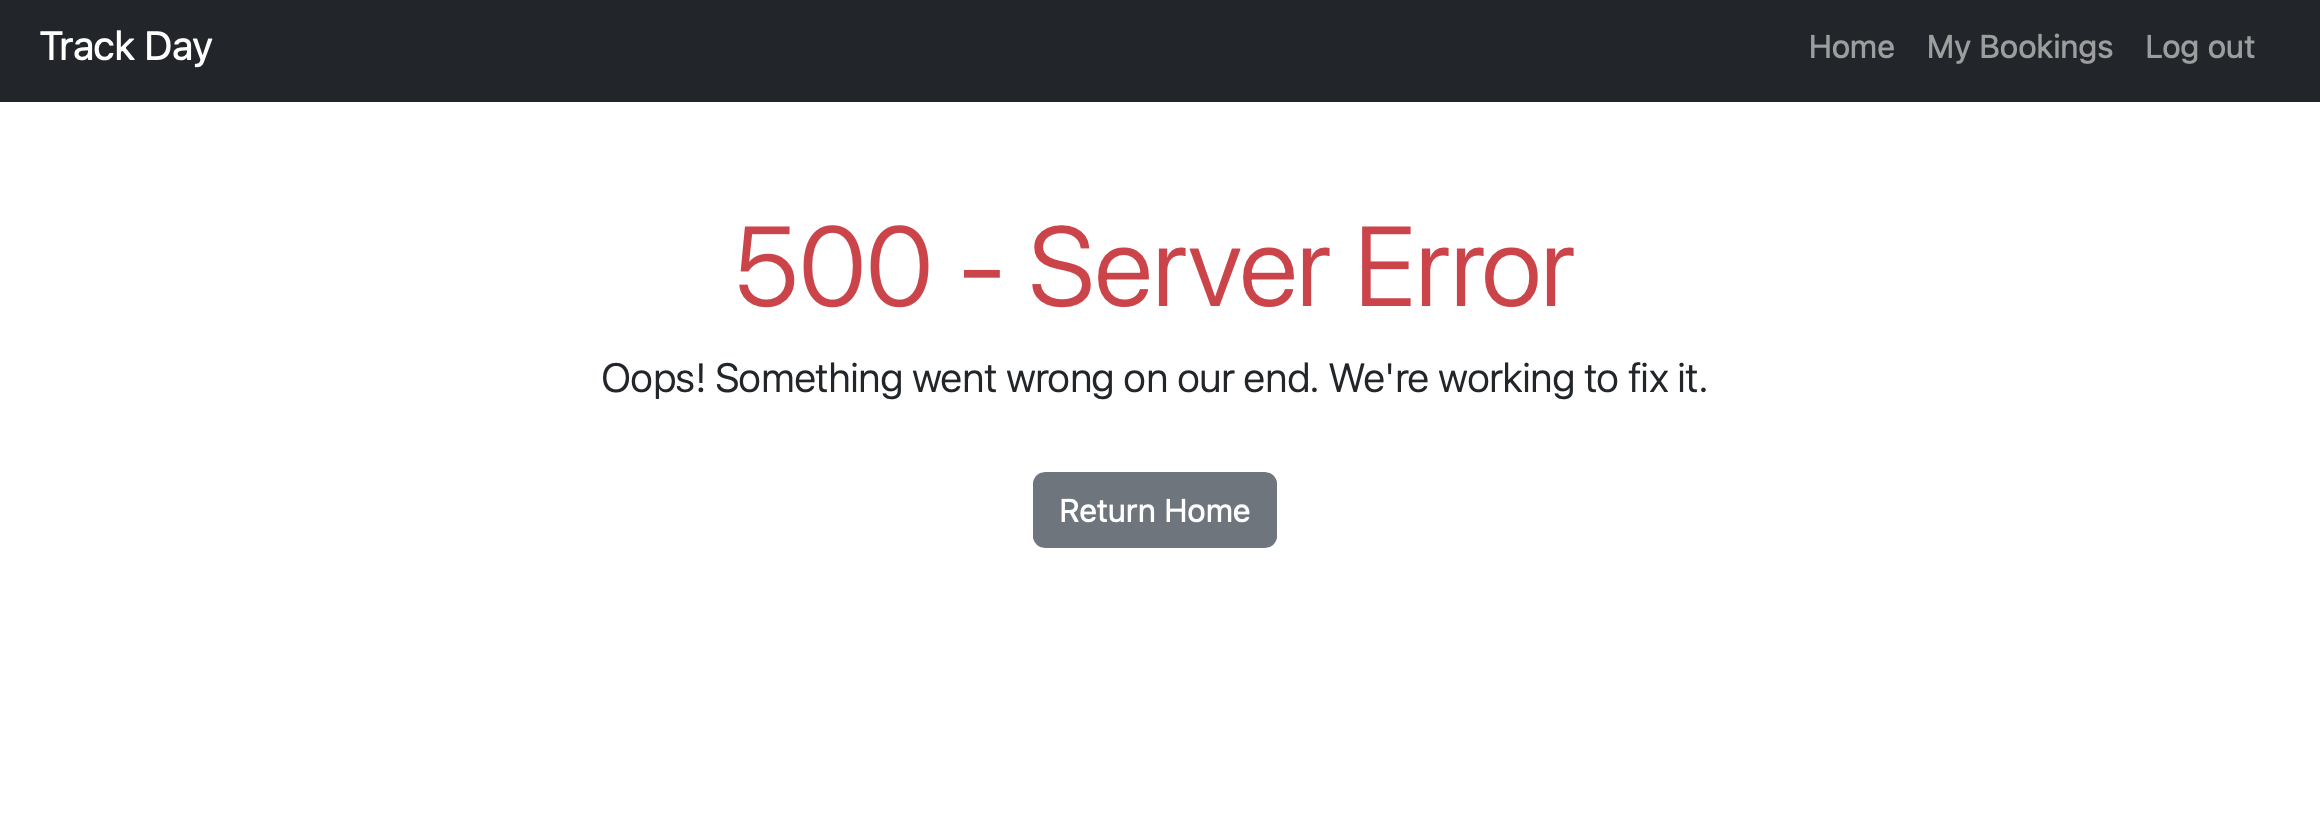 Track Day
Home My Bookings Log out
500 - Server Error
Oops! Something went wrong on our end. We're working to fix it.
Return Home